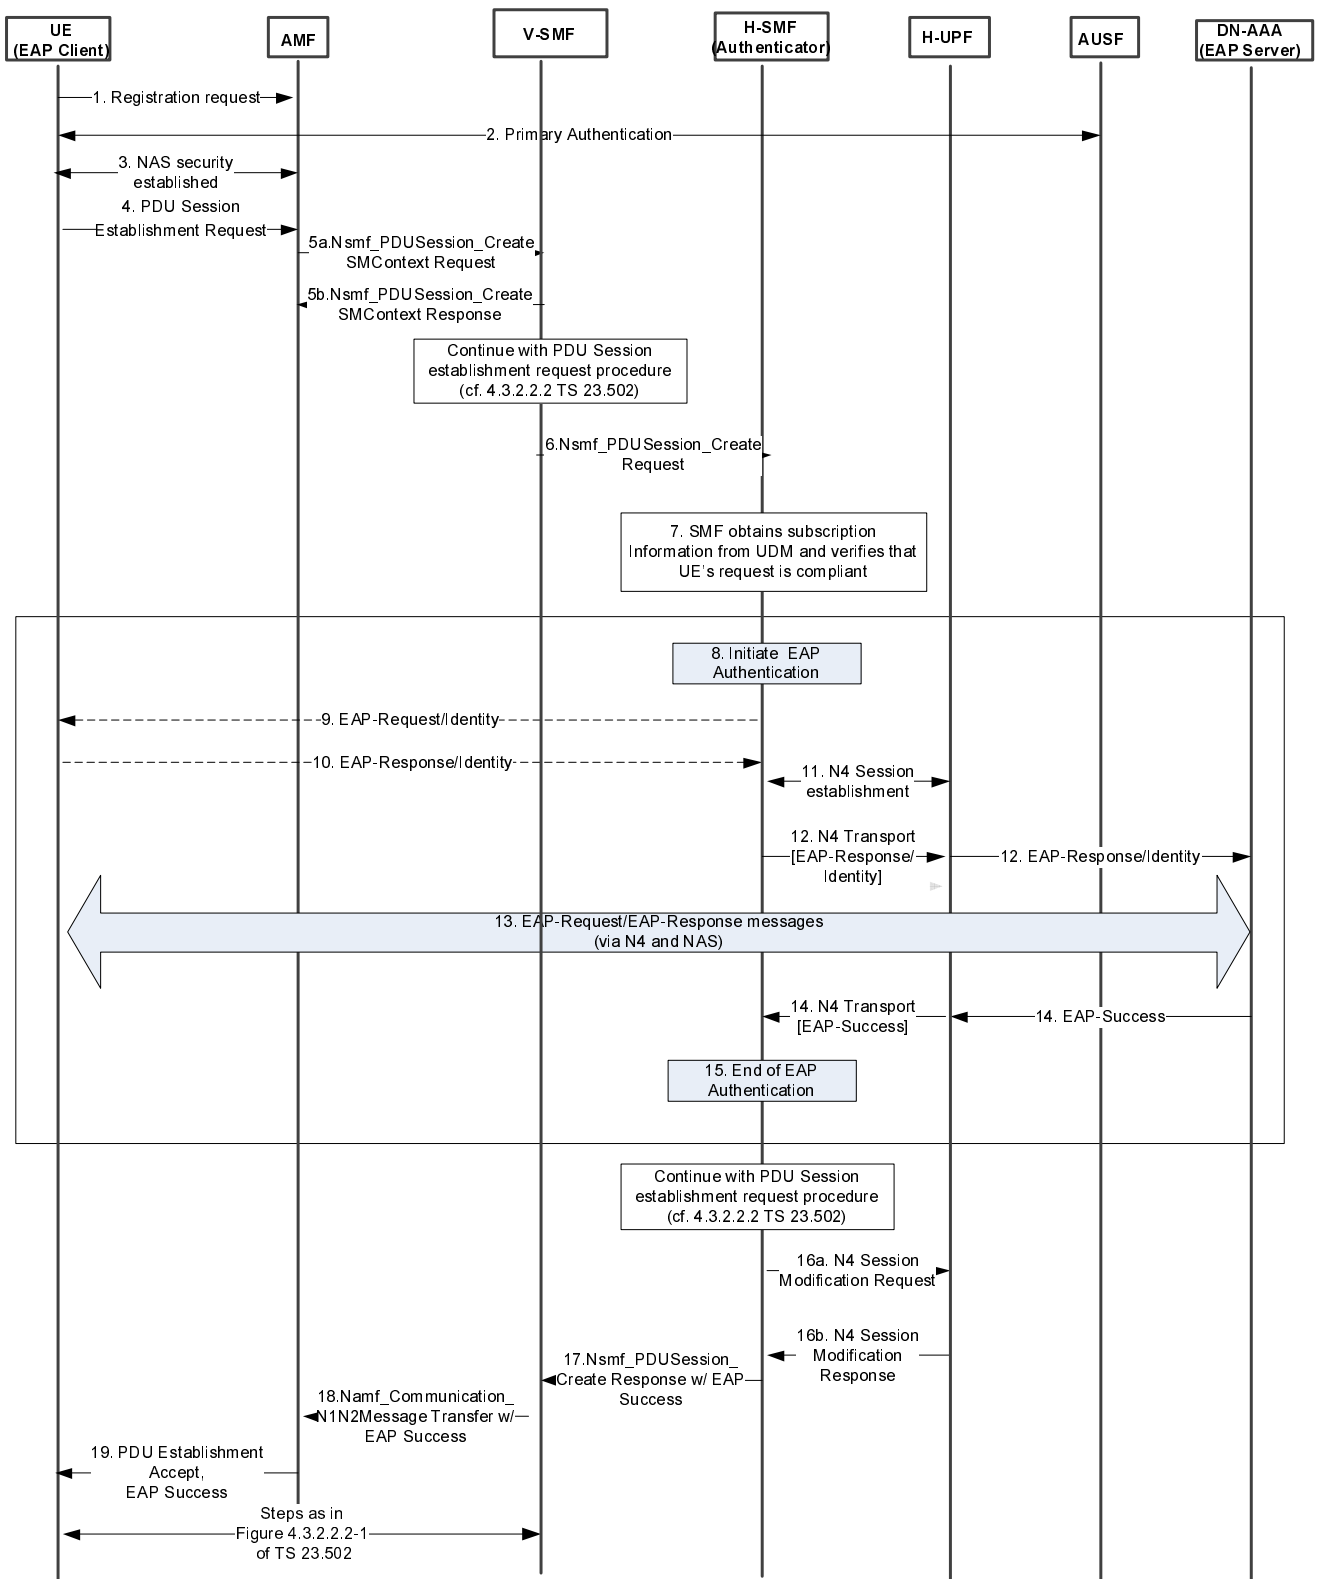 UE
(EAP Client)
AMF
V-SMF
H-SMF
(Authenticator)
H-UPF
AUSF
DN-AAA
(EAP Server)
1. Registration request
2. Primary Authentication
3. NAS security
established
4. PDU Session
Establishment Request
5a.Nsmf_PDUSession_Create
SMContext Request
5b.Nsmf_PDUSession_Create
SMContext Response
Continue with PDU Session
establishment request procedure
(cf. 4.3.2.2.2 TS 23.502)
6.Nsmf_PDUSession_Create
Request
7. SMF obtains subscription
Information from UDM and verifies that
UE's request is compliant
8. Initiate EAP
Authentication
9. EAP-Request/Identity
10. EAP-Response/Identity
11. N4 Session
establishment
12. N4 Transport
[EAP-Response/
Identity]
12. EAP-Response/Identity
13. EAP-Request/EAP-Response messages
(via N4 and NAS)
14. N4 Transport
[EAP-Success]
14. EAP-Success
15. End of EAP
Authentication
Continue with PDU Session
establishment request procedure
(cf. 4.3.2.2.2 TS 23.502)
16a. N4 Session
Modification Request
16b. N4 Session
Modification
Response
17.Nsmf_PDUSession_
Create Response w/ EAP
Success
18.Namf_Communication_
N1N2Message Transfer w/
EAP Success
19. PDU Establishment
Accept,
EAP Success
Steps as in
Figure 4.3.2.2.2-1
of TS 23.502